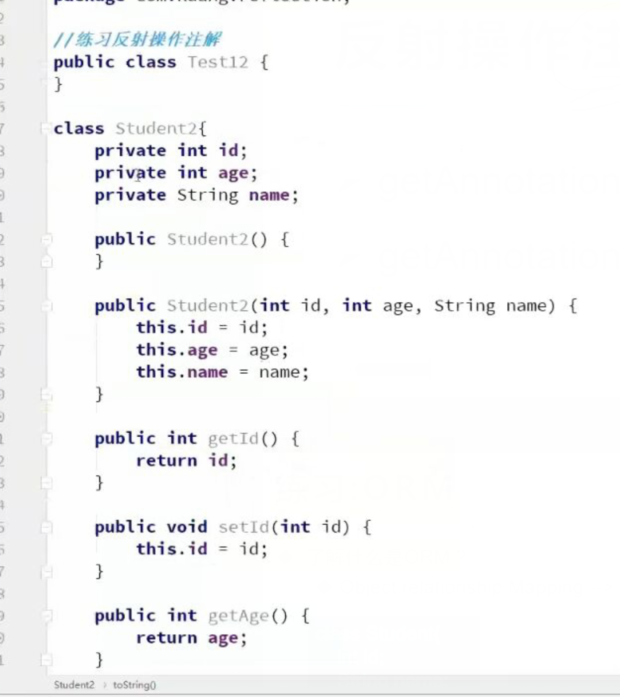 //练习反射操作注解
public class Test12 {
}
class Student2{
private int id;
private int age;
private String name;
public Student2() {
}
public Student2(int id, int age, String name) {
this.id = id;
this.age = age;
this.name = name;
}
public int getId() {
return id;
}
public void setId(int id) {
this.id = id;
}
public int getAge() {
return age;
}
Student2 › toString()